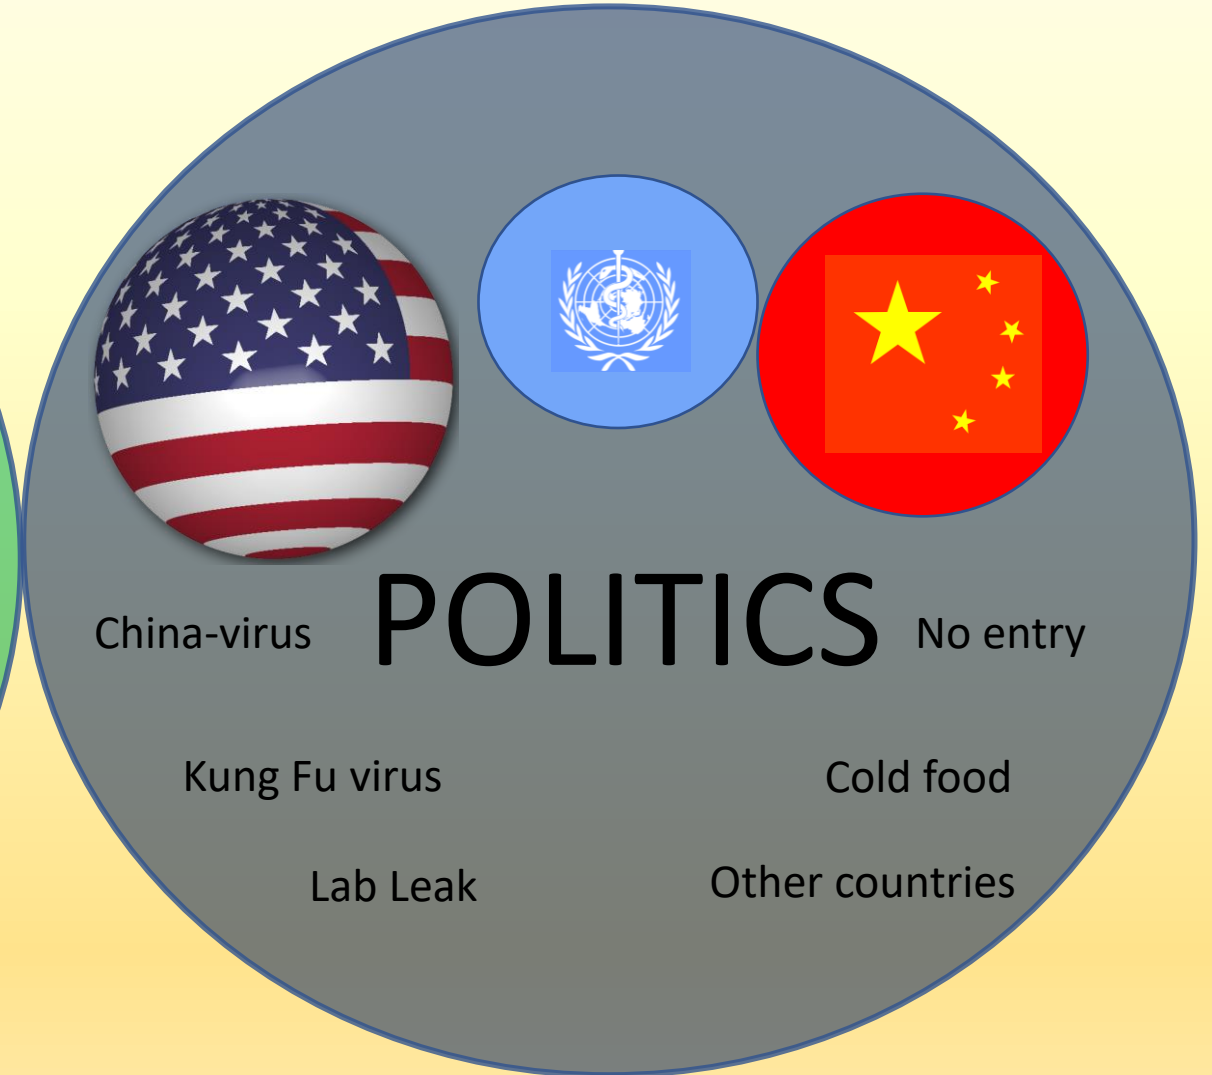 POLITICS
China-virus
No entry
Kung Fu virus
Cold food
Lab Leak
Other countries